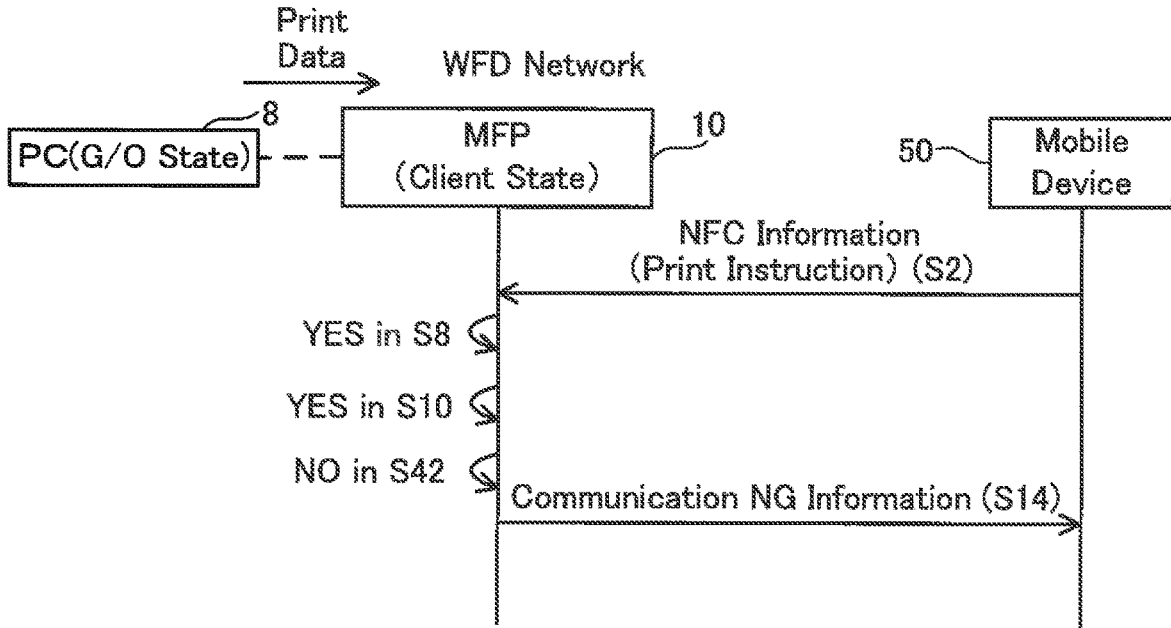 Print
Data
WFD Network
8
PC(G/O State)
MFP
(Client State)
10
50
Mobile
Device
NFC Information
(Print Instruction) (S2)
YES in S8
YES in S10
NO in S42
Communication NG Information (S14)